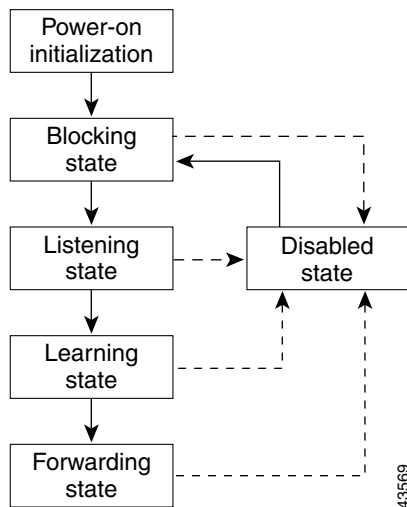 Power-on
initialization
Blocking
state
Listening
state
Disabled
state
Learning
state
Forwarding
state
43569